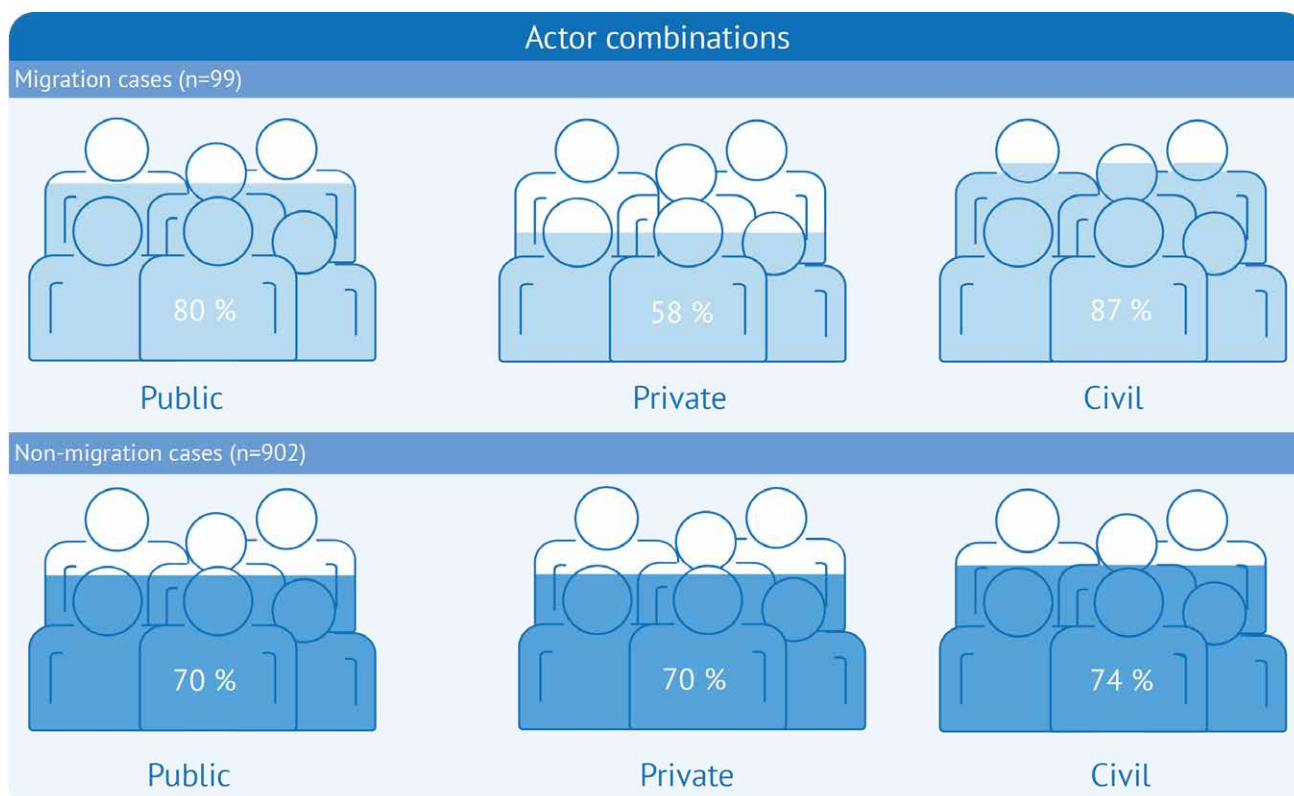 Actor combinations
Migration cases (n=99)
80 %
58 %
87 %
Public
Private
Civil
Non-migration cases (n=902)
70 %
70 %
74 %
Public
Private
Civil